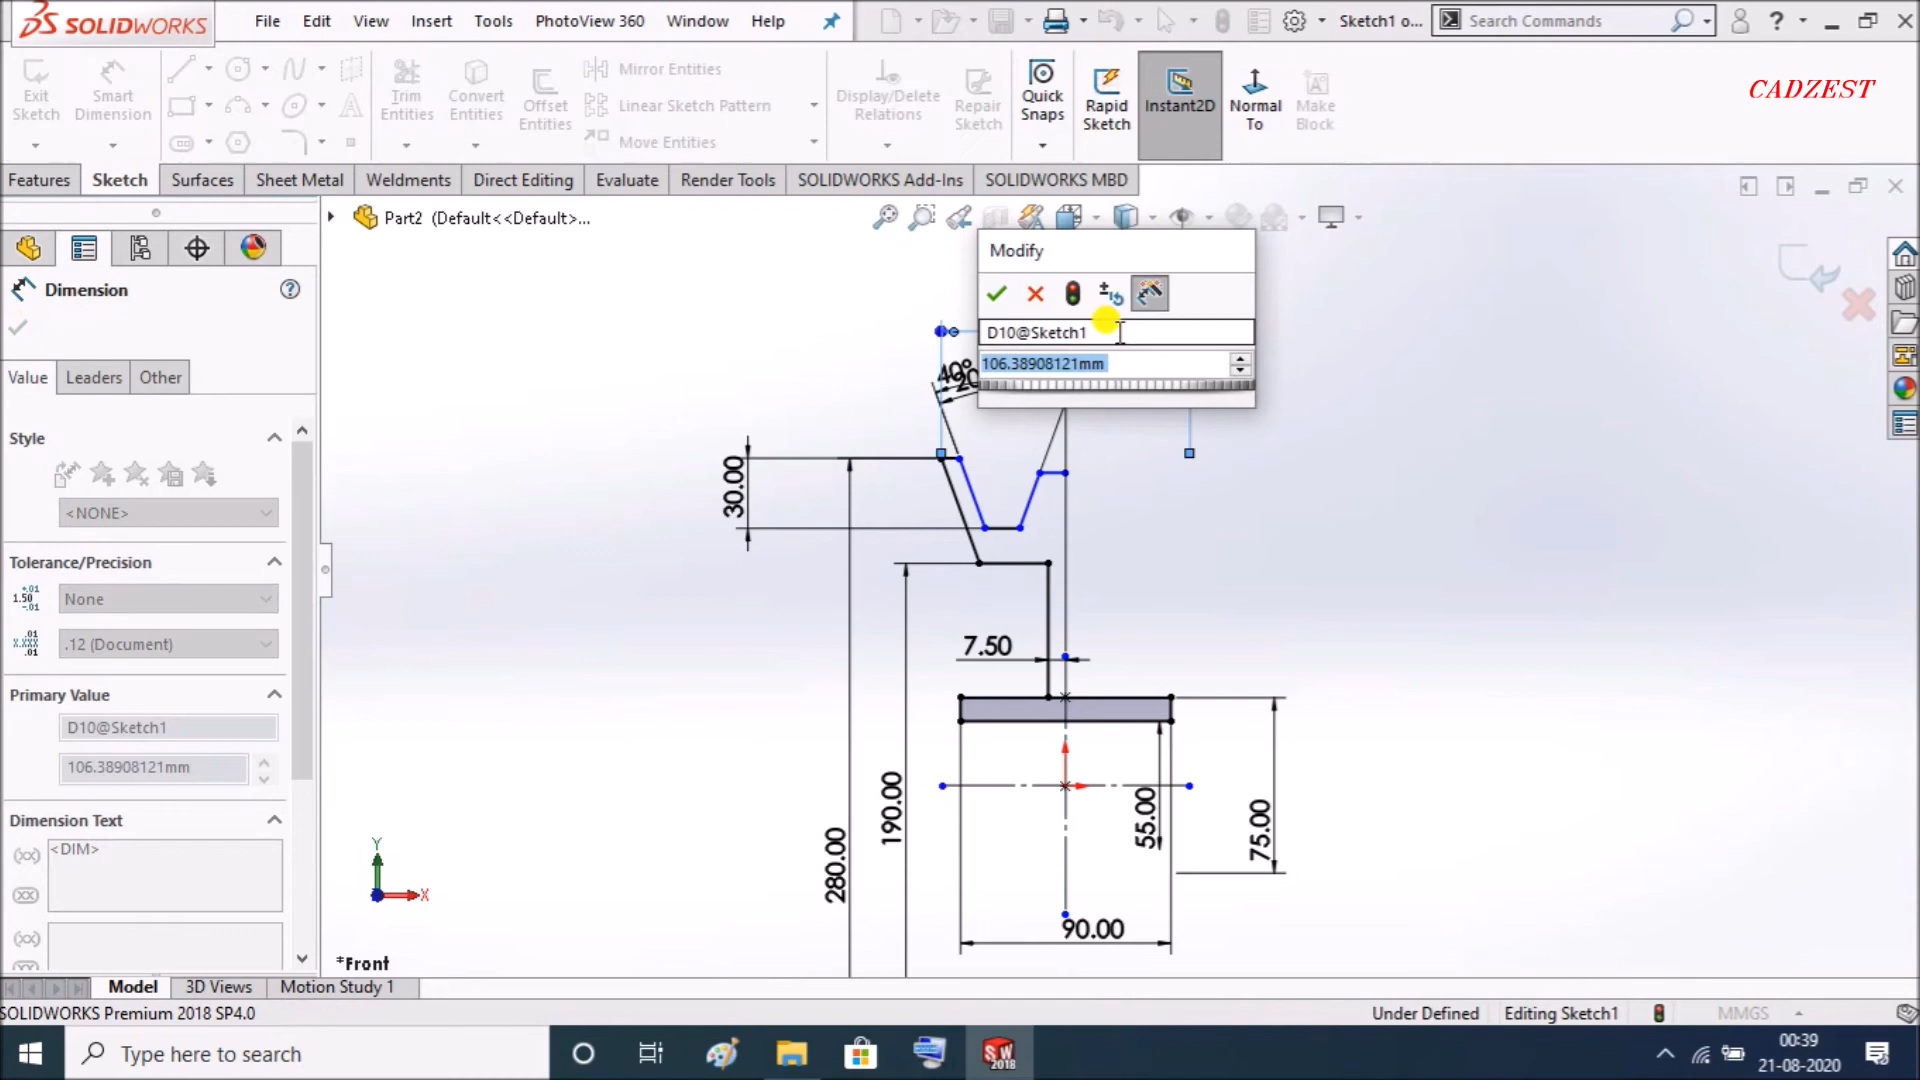 SOLIDWORKS
File Edit View Insert Tools PhotoView 360 Window Help
Sketch1 o...
Search Commands
?
Exit Sketch
Smart Dimension
Trim Entities
Convert Entities
Offset Entities
Mirror Entities
Linear Sketch Pattern
Move Entities
Display/Delete Relations
Repair Sketch
Quick Snaps
Rapid Sketch
Instant2D
Normal To
Make Block
CADZEST
Features Sketch Surfaces Sheet Metal Weldments Direct Editing Evaluate Render Tools SOLIDWORKS Add-Ins SOLIDWORKS MBD
Part2 (Default<<Default>...
Dimension
Value Leaders Other
Style
<NONE>
Tolerance/Precision
None
.12 (Document)
Primary Value
D10@Sketch1
106.38908121mm
Dimension Text
<DIM>
Modify
D10@Sketch1
106.38908121mm
40°
30.00
7.50
190.00
280.00
55.00
75.00
90.00
Y
X
*Front
Model 3D Views Motion Study 1
SOLIDWORKS Premium 2018 SP4.0
Under Defined
Editing Sketch1
MMGS
Type here to search
SW
2018
00:39
21-08-2020